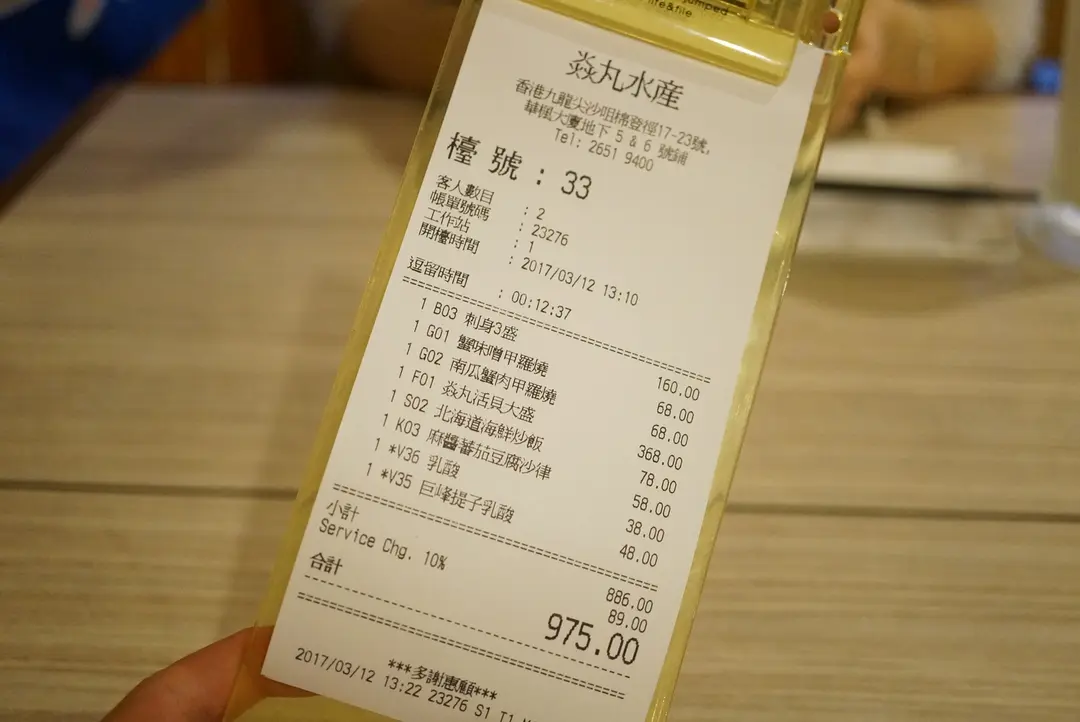 jumped
life&file
焱丸水産
香港九龍尖沙咀棉登徑17-23號,
華楓大廈地下 5 & 6 號鋪
Tel: 2651 9400
檯號 : 33
客人數目 : 2
帳單號碼 : 23276
工作站 : 1
開檯時間 : 2017/03/12 13:10
逗留時間 : 00:12:37
1 B03 刺身3盛 160.00
1 G01 蟹味噌甲羅燒 68.00
1 G02 南瓜蟹肉甲羅燒 68.00
1 F01 焱丸活貝大盛 368.00
1 S02 北海道海鮮炒飯 78.00
1 K03 麻醬蕃茄豆腐沙律 58.00
1 *V36 乳酸 38.00
1 *V35 巨峰提子乳酸 48.00
小計 886.00
Service Chg. 10% 89.00
合計 975.00
***多謝惠顧***
2017/03/12 13:22 23276 S1 T1